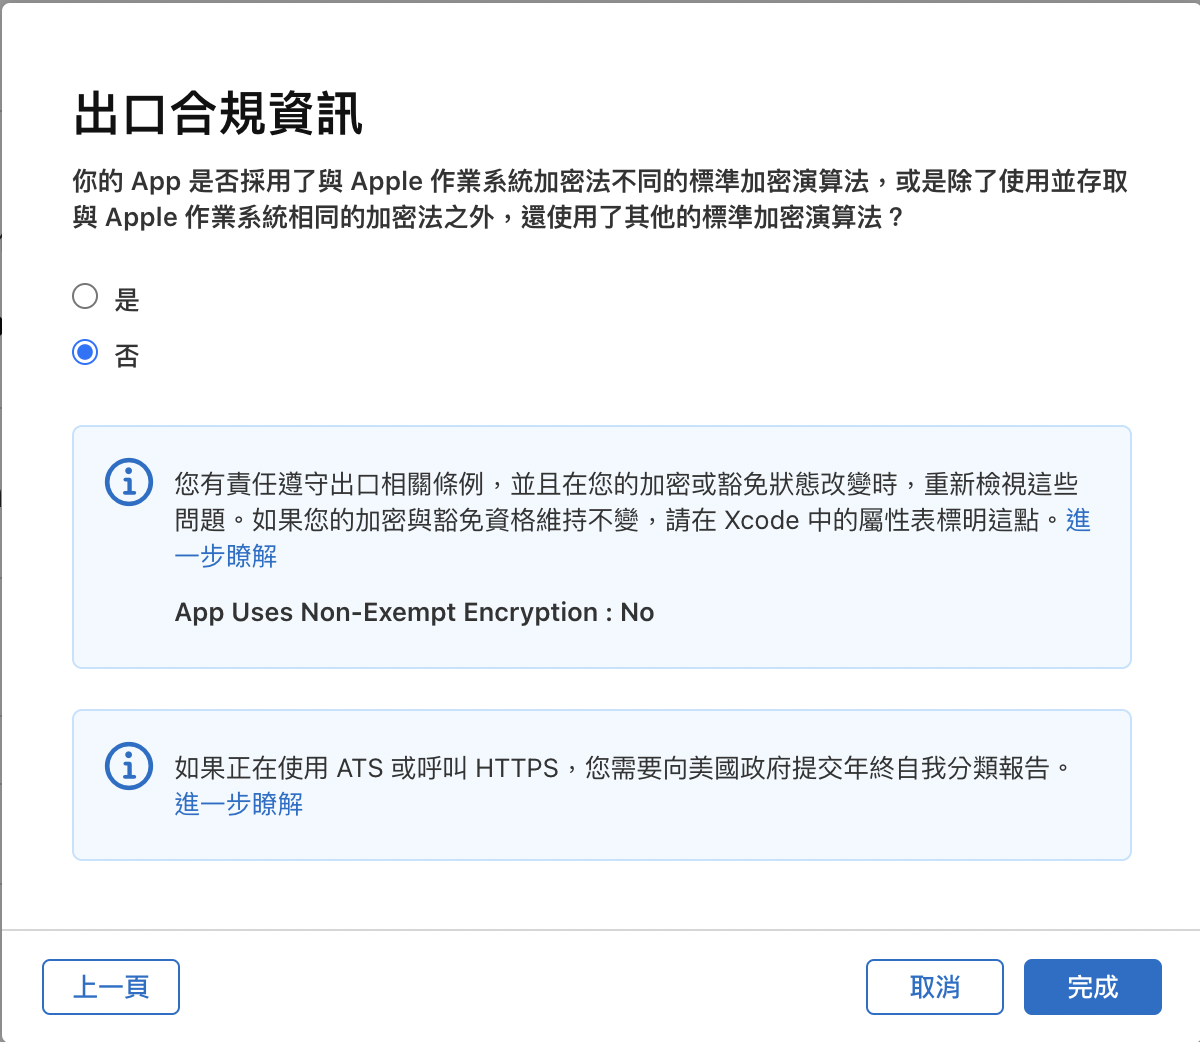 出口合規資訊
你的 App 是否採用了與 Apple 作業系統加密法不同的標準加密演算法，或是除了使用並存取
與 Apple 作業系統相同的加密法之外，還使用了其他的標準加密演算法？
是
否
您有責任遵守出口相關條例，並且在您的加密或豁免狀態改變時，重新檢視這些
問題。如果您的加密與豁免資格維持不變，請在 Xcode 中的屬性表標明這點。進
一步瞭解
App Uses Non-Exempt Encryption : No
如果正在使用 ATS 或呼叫 HTTPS，您需要向美國政府提交年終自我分類報告。
進一步瞭解
上一頁
取消
完成